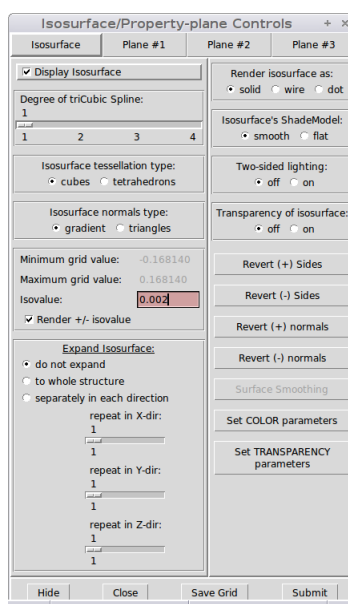 Isosurface/Property-plane Controls
Isosurface
Plane #1
Plane #2
Plane #3
Display Isosurface
Degree of triCubic Spline:
1
1 2 3 4
Isosurface tessellation type:
cubes tetrahedrons
Isosurface normals type:
gradient triangles
Minimum grid value: -0.168140
Maximum grid value: 0.168140
Isovalue: 0.002
Render +/- isovalue
Expand Isosurface:
do not expand
to whole structure
separately in each direction
repeat in X-dir:
1
1
repeat in Y-dir:
1
1
repeat in Z-dir:
1
1
Render isosurface as:
solid wire dot
Isosurface's ShadeModel:
smooth flat
Two-sided lighting:
off on
Transparency of isosurface:
off on
Revert (+) Sides
Revert (-) Sides
Revert (+) normals
Revert (-) normals
Surface Smoothing
Set COLOR parameters
Set TRANSPARENCY
parameters
Hide
Close
Save Grid
Submit